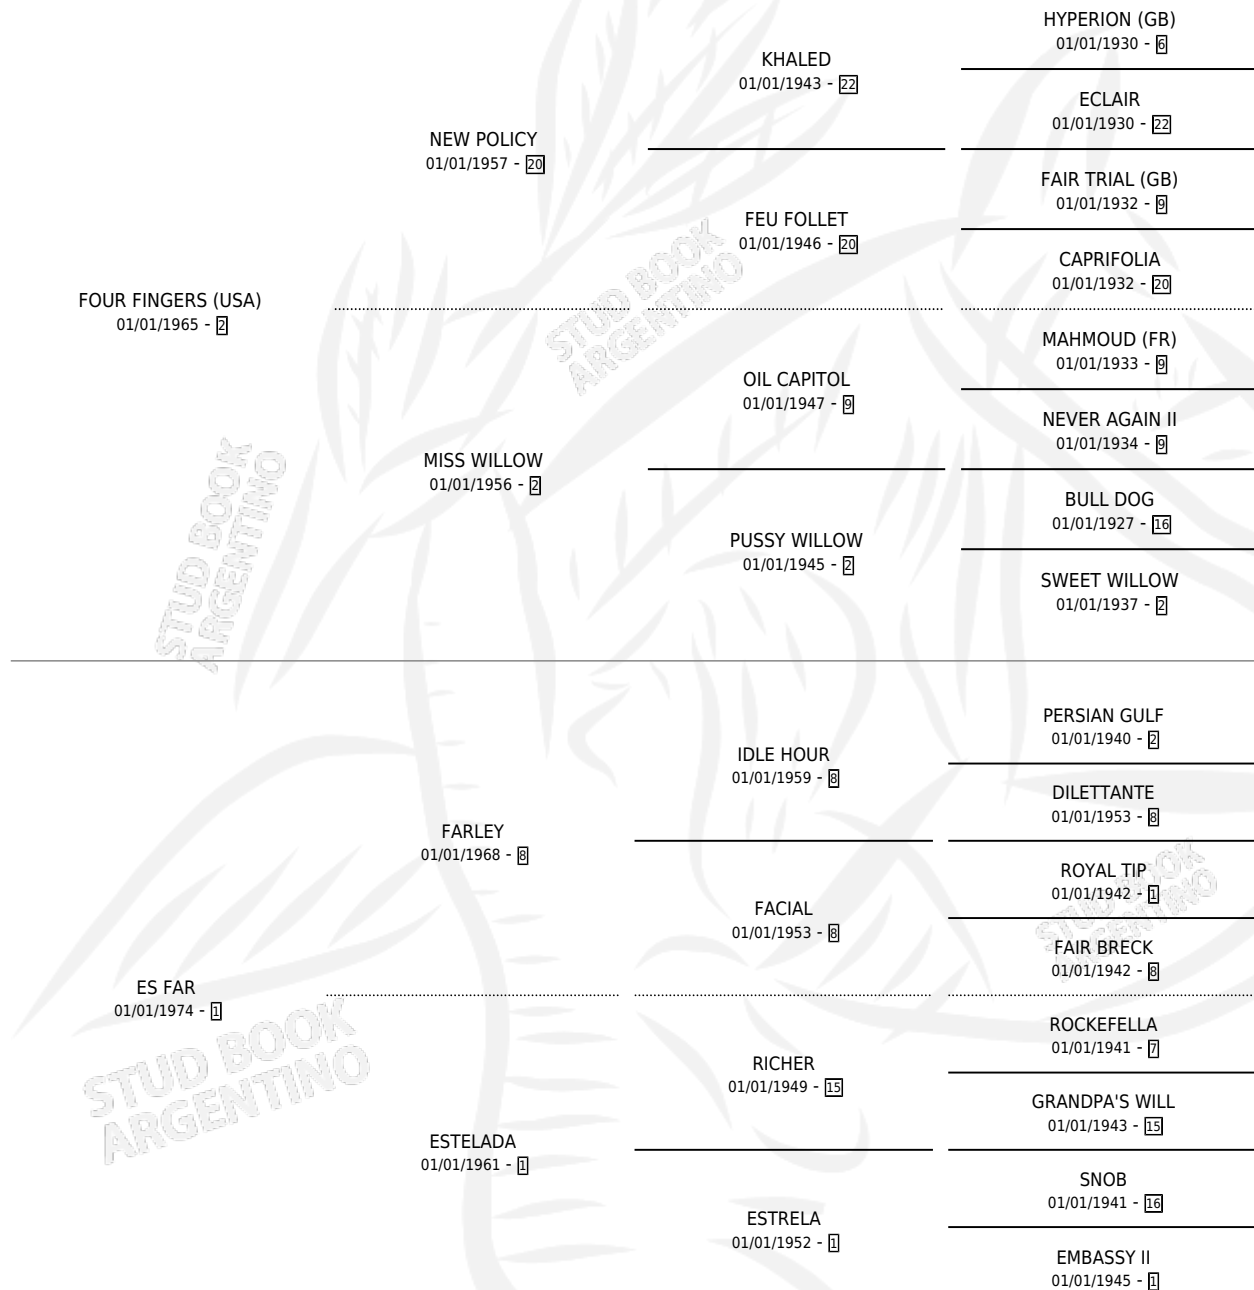 HYPERION (GB)
01/01/1930 - 6
KHALED
01/01/1943 - 22
ECLAIR
01/01/1930 - 22
NEW POLICY
01/01/1957 - 20
FAIR TRIAL (GB)
01/01/1932 - 9
FEU FOLLET
01/01/1946 - 20
CAPRIFOLIA
01/01/1932 - 20
FOUR FINGERS (USA)
01/01/1965 - 2
STUD BOOK
ARGENTINO
MAHMOUD (FR)
01/01/1933 - 9
OIL CAPITOL
01/01/1947 - 9
NEVER AGAIN II
01/01/1934 - 9
MISS WILLOW
01/01/1956 - 2
BULL DOG
01/01/1927 - 16
PUSSY WILLOW
01/01/1945 - 2
SWEET WILLOW
01/01/1937 - 2
STUD BOOK
ARGENTINO
PERSIAN GULF
01/01/1940 - 2
IDLE HOUR
01/01/1959 - 8
DILETTANTE
01/01/1953 - 8
FARLEY
01/01/1968 - 8
ROYAL TIP
01/01/1942 - 1
FACIAL
01/01/1953 - 8
STUD BOOK
ARGENTINO
FAIR BRECK
01/01/1942 - 8
ES FAR
01/01/1974 - 1
STUD BOOK
ARGENTINO
ROCKEFELLA
01/01/1941 - 7
RICHER
01/01/1949 - 15
GRANDPA'S WILL
01/01/1943 - 15
ESTELADA
01/01/1961 - 1
SNOB
01/01/1941 - 16
ESTRELA
01/01/1952 - 1
EMBASSY II
01/01/1945 - 1